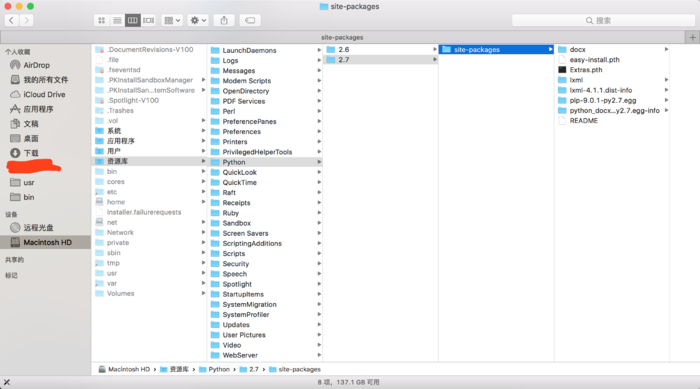 site-packages
搜索
site-packages
个人收藏
AirDrop
我的所有文件
iCloud Drive
应用程序
文稿
桌面
下载
usr
bin
设备
远程光盘
Macintosh HD
共享的
标记
.DocumentRevisions-V100
.file
.fseventsd
.PKInstallSandboxManager
.PKInstallSan...temSoftware
.Spotlight-V100
.Trashes
.vol
系统
应用程序
用户
资源库
bin
cores
etc
home
installer.failurerequests
net
Network
private
sbin
tmp
usr
var
Volumes
LaunchDaemons
Logs
Messages
Modem Scripts
OpenDirectory
PDF Services
Perl
PreferencePanes
Preferences
Printers
PrivilegedHelperTools
Python
QuickLook
QuickTime
Raft
Receipts
Ruby
Sandbox
Screen Savers
ScriptingAdditions
Scripts
Security
Speech
Spotlight
StartupItems
SystemMigration
SystemProfiler
Updates
User Pictures
Video
WebServer
2.6
2.7
site-packages
docx
easy-install.pth
Extras.pth
lxml
lxml-4.1.1.dist-info
pip-9.0.1-py2.7.egg
python_docx...y2.7.egg-info
README
Macintosh HD › 资源库 › Python › 2.7 › site-packages
8 项，137.1 GB 可用